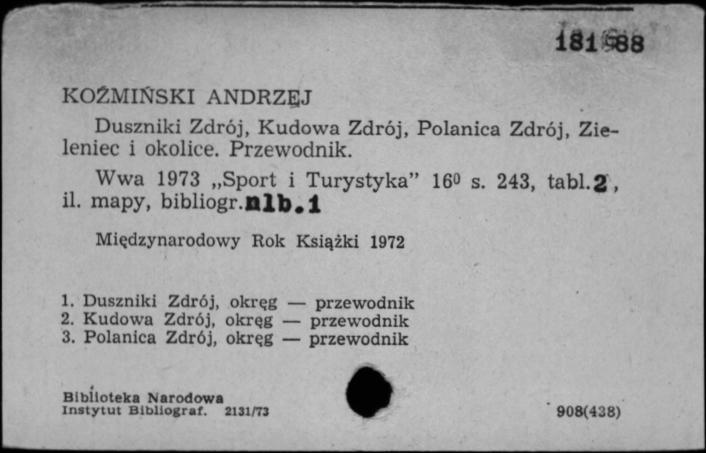 181588
KOŹMIŃSKI ANDRZEJ
Duszniki Zdrój, Kudowa Zdrój, Polanica Zdrój, Zie-
leniec i okolice. Przewodnik.
Wwa 1973 „Sport i Turystyka” 16⁰ s. 243, tabl.2,
il. mapy, bibliogr.nlb.1
Międzynarodowy Rok Książki 1972
1. Duszniki Zdrój, okręg — przewodnik
2. Kudowa Zdrój, okręg — przewodnik
3. Polanica Zdrój, okręg — przewodnik
Biblioteka Narodowa
Instytut Bibliograf. 2131/73
908(438)